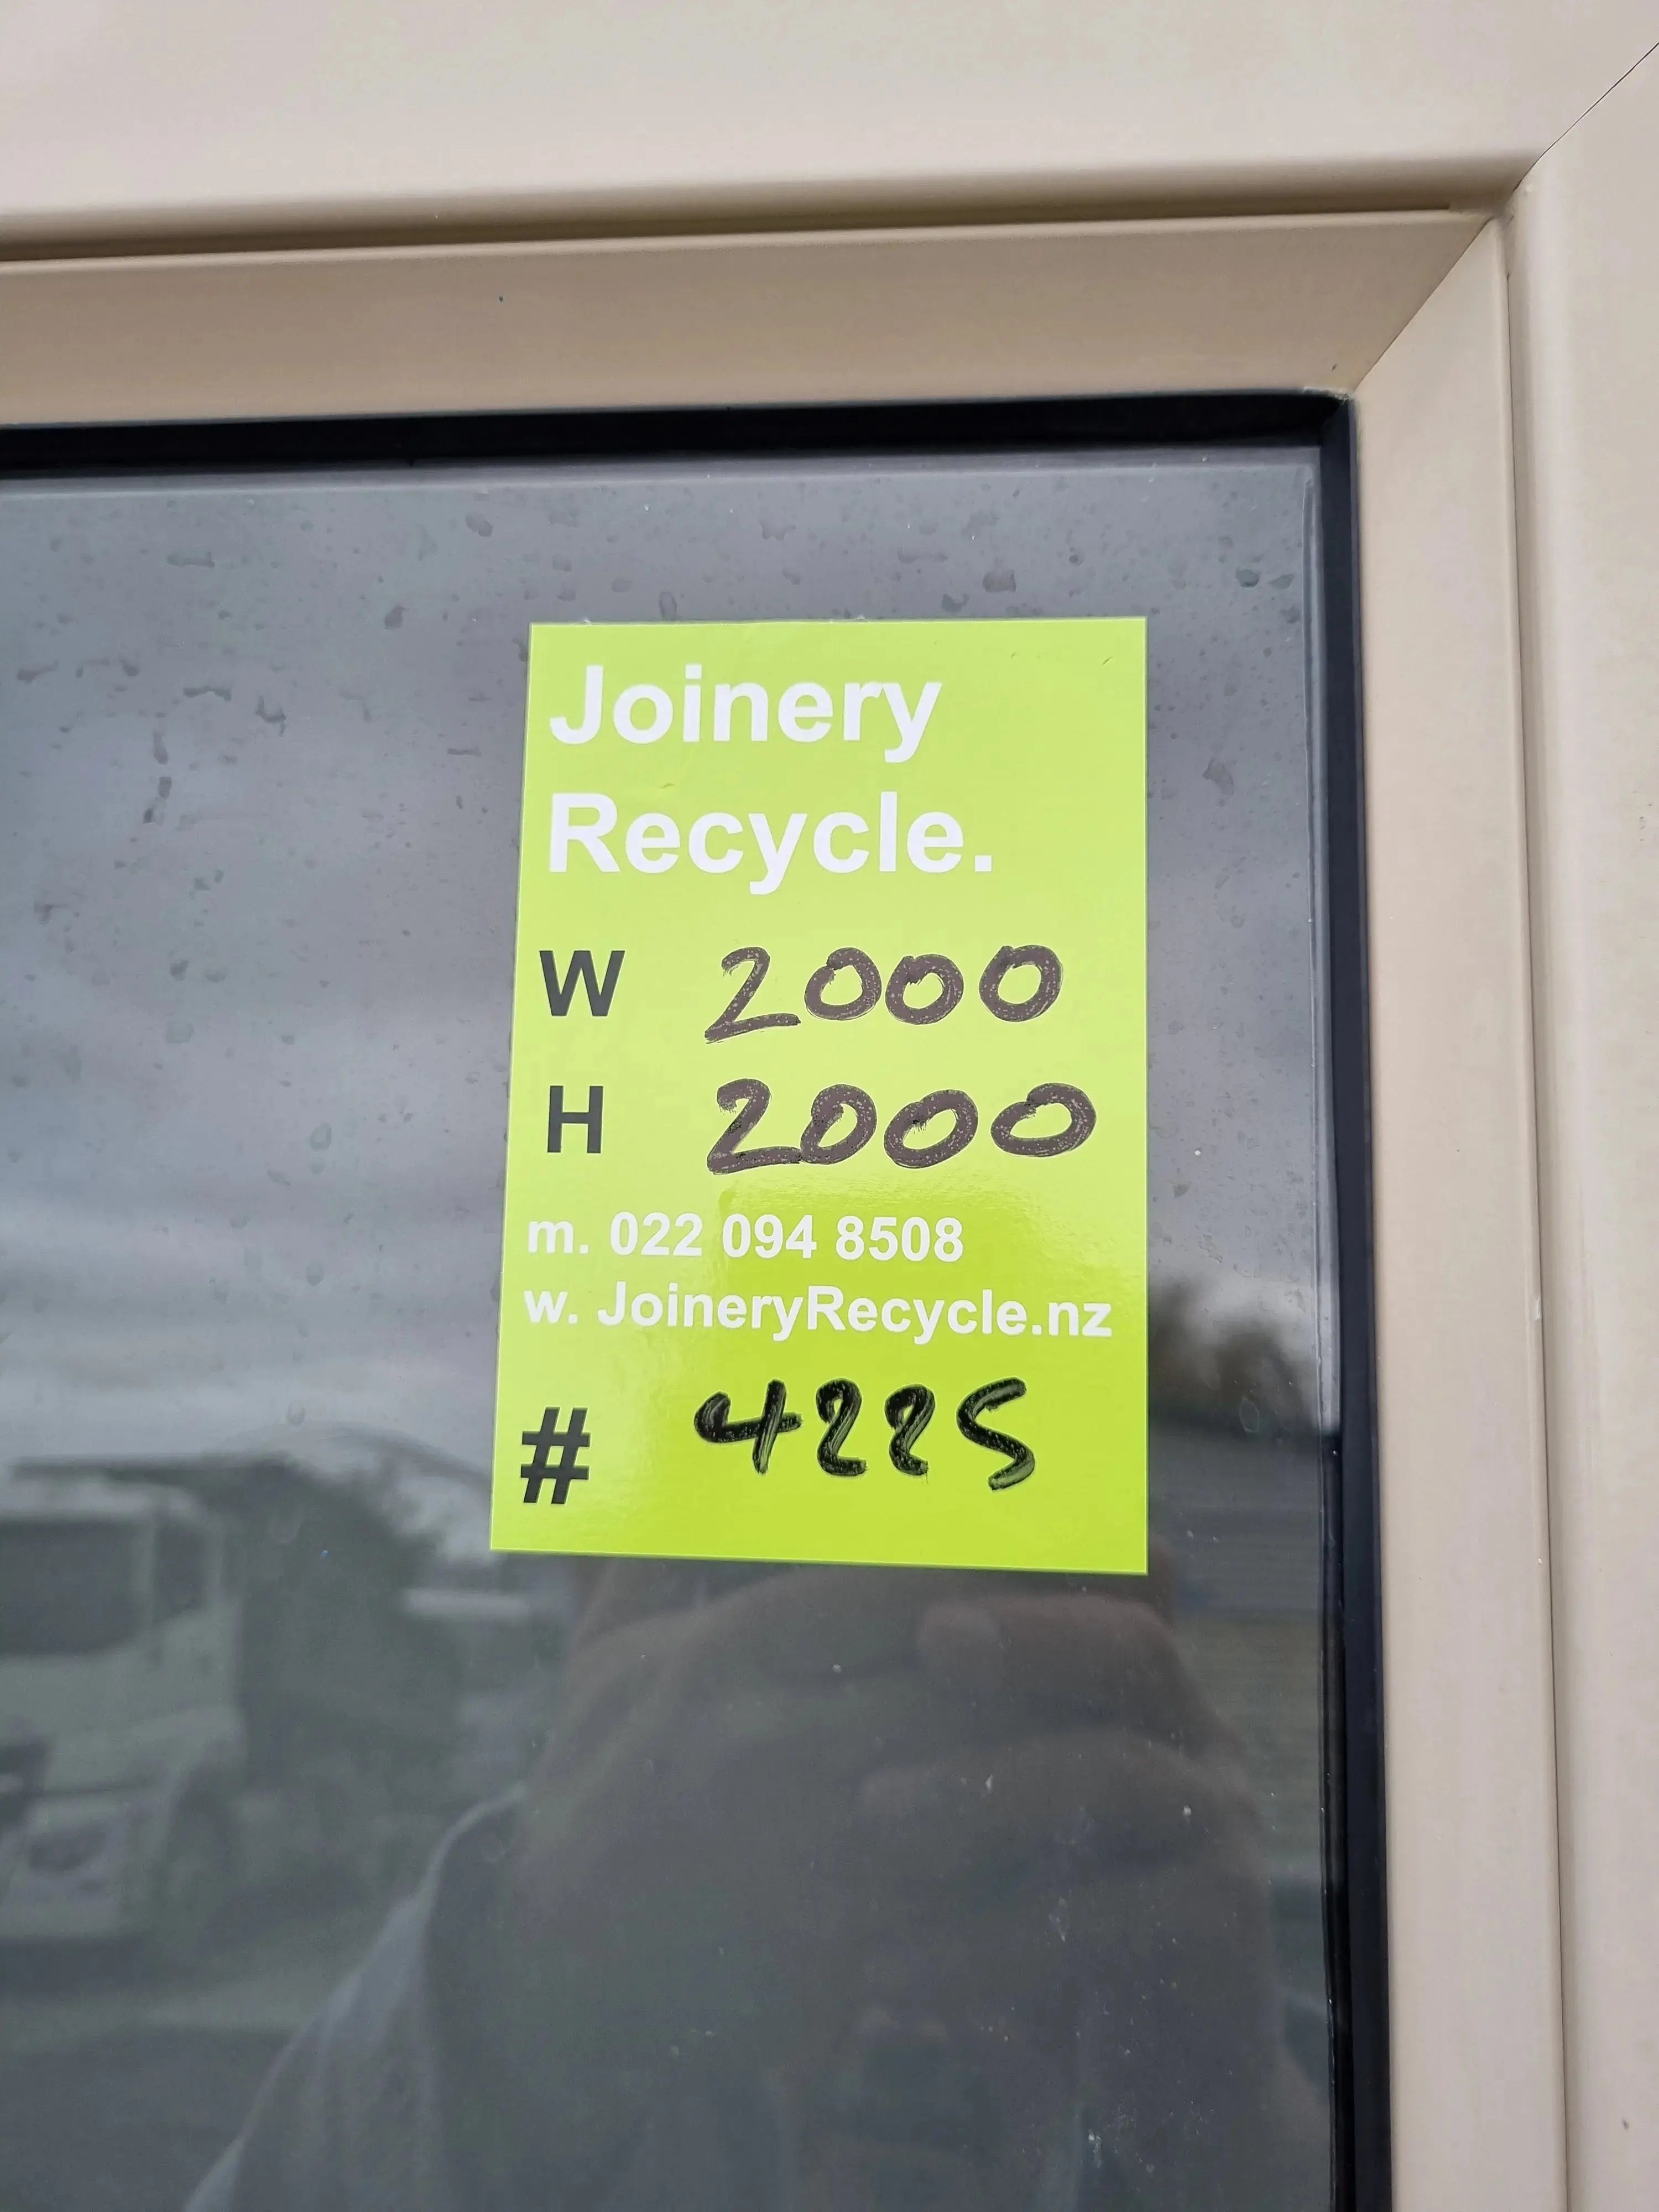 Joinery
Recycle.
W 2000
H 2000
m. 022 094 8508
w. JoineryRecycle.nz
# 4225